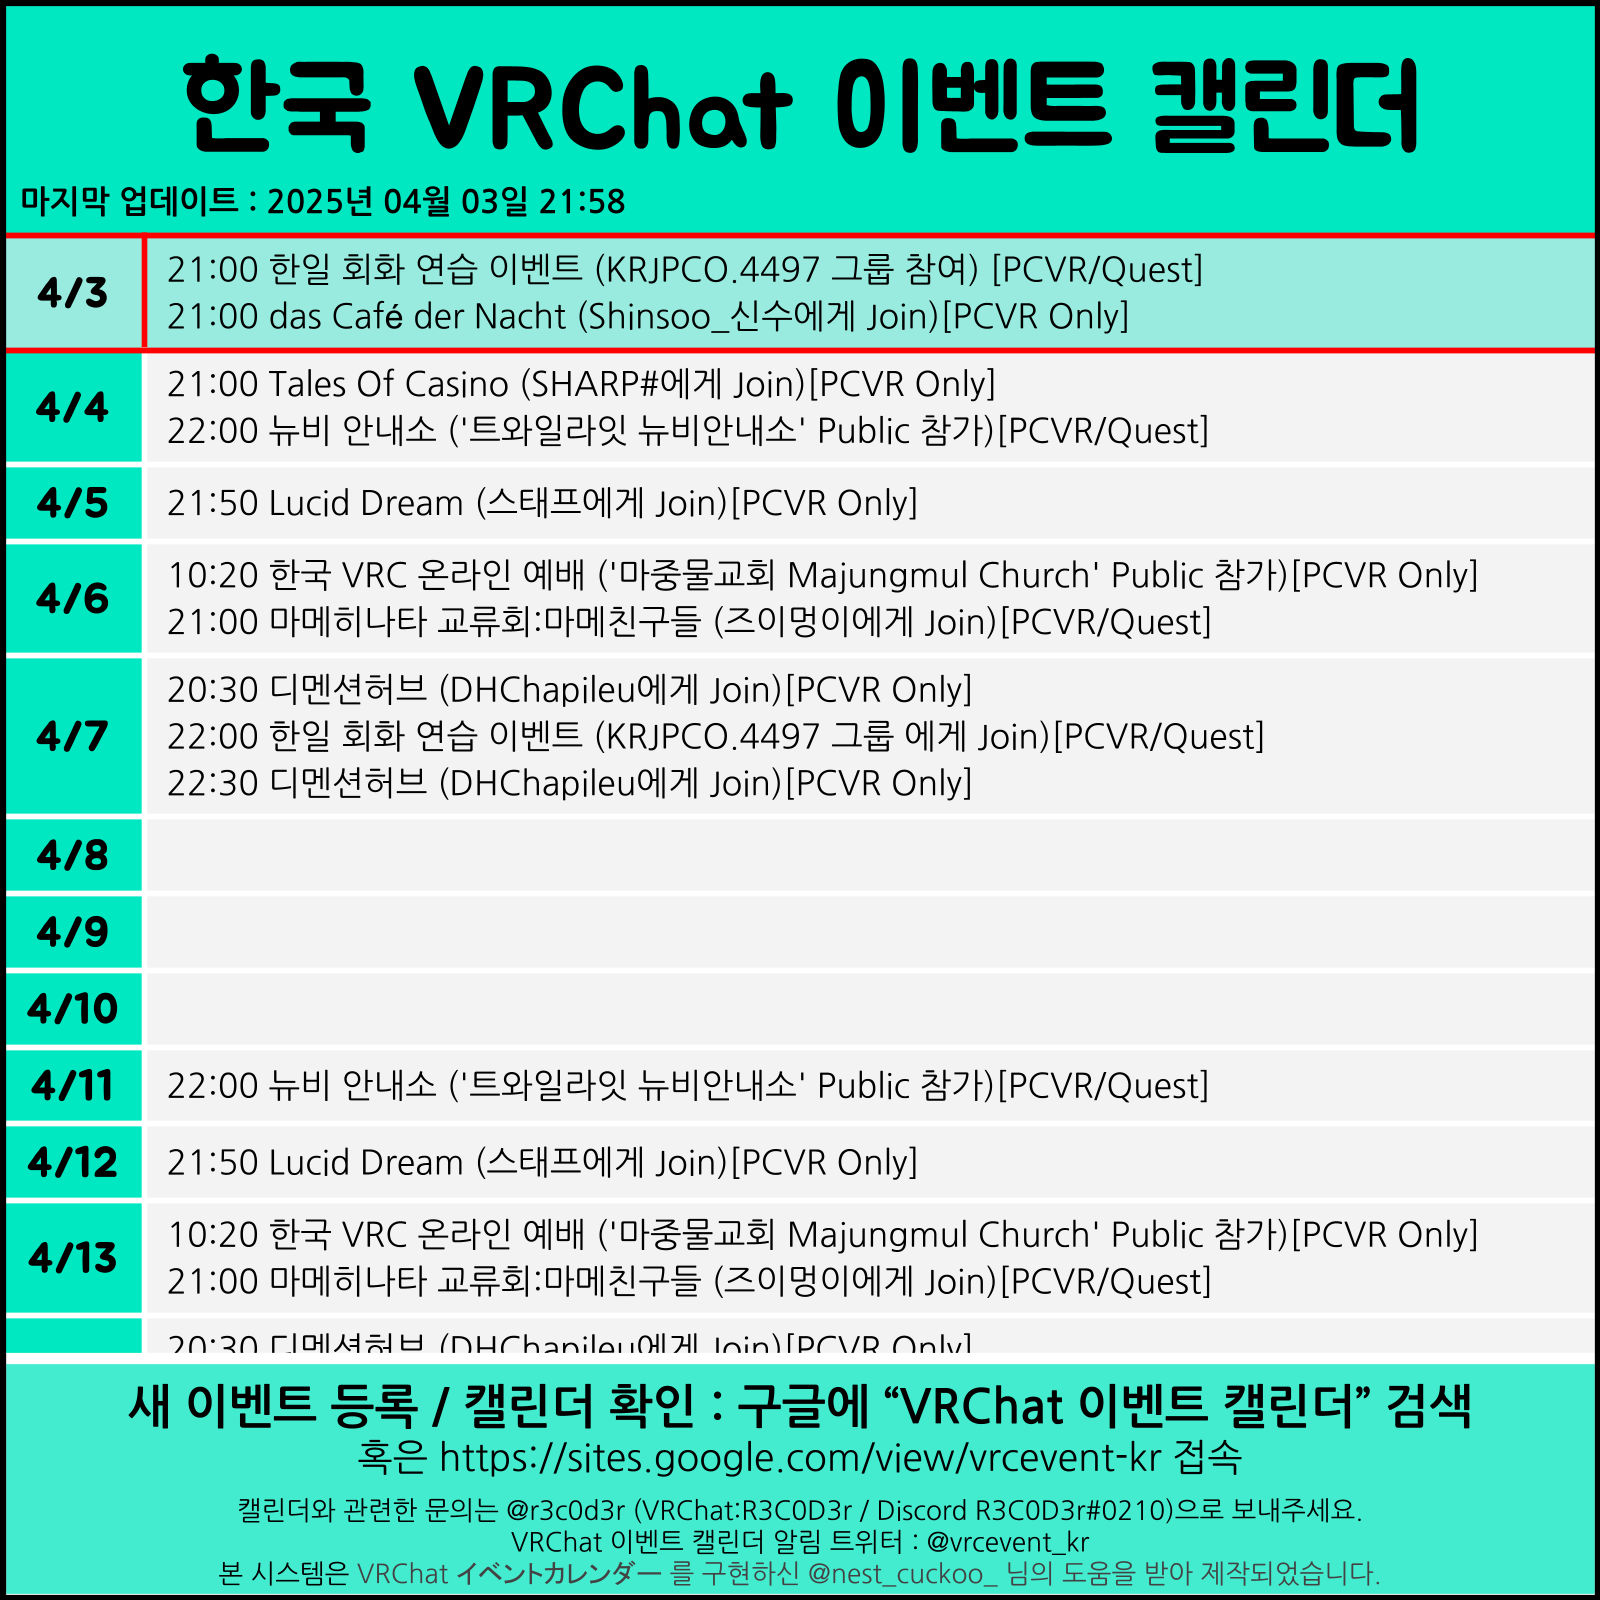 한국 VRChat 이벤트 캘린더
마지막 업데이트 : 2025년 04월 03일 21:58
4/3
21:00 한일 회화 연습 이벤트 (KRJPCO.4497 그룹 참여) [PCVR/Quest]
21:00 das Café der Nacht (Shinsoo_신수에게 Join)[PCVR Only]
4/4
21:00 Tales Of Casino (SHARP#에게 Join)[PCVR Only]
22:00 뉴비 안내소 ('트와일라잇 뉴비안내소' Public 참가)[PCVR/Quest]
4/5
21:50 Lucid Dream (스태프에게 Join)[PCVR Only]
4/6
10:20 한국 VRC 온라인 예배 ('마중물교회 Majungmul Church' Public 참가)[PCVR Only]
21:00 마메히나타 교류회:마메친구들 (즈이멍이에게 Join)[PCVR/Quest]
4/7
20:30 디멘션허브 (DHChapileu에게 Join)[PCVR Only]
22:00 한일 회화 연습 이벤트 (KRJPCO.4497 그룹 에게 Join)[PCVR/Quest]
22:30 디멘션허브 (DHChapileu에게 Join)[PCVR Only]
4/8
4/9
4/10
4/11
22:00 뉴비 안내소 ('트와일라잇 뉴비안내소' Public 참가)[PCVR/Quest]
4/12
21:50 Lucid Dream (스태프에게 Join)[PCVR Only]
4/13
10:20 한국 VRC 온라인 예배 ('마중물교회 Majungmul Church' Public 참가)[PCVR Only]
21:00 마메히나타 교류회:마메친구들 (즈이멍이에게 Join)[PCVR/Quest]
20:30 디멘션허브 (DHChapileu에게 Join)[PCVR Only]
새 이벤트 등록 / 캘린더 확인 : 구글에 “VRChat 이벤트 캘린더” 검색
혹은 https://sites.google.com/view/vrcevent-kr 접속
캘린더와 관련한 문의는 @r3c0d3r (VRChat:R3C0D3r / Discord R3C0D3r#0210)으로 보내주세요.
VRChat 이벤트 캘린더 알림 트위터 : @vrcevent_kr
본 시스템은 VRChat イベントカレンダー 를 구현하신 @nest_cuckoo_ 님의 도움을 받아 제작되었습니다.